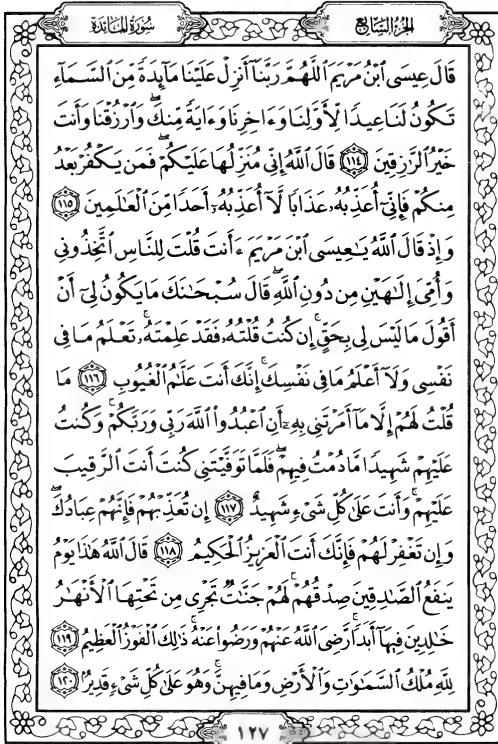 الجزء السابع
سورة المائدة
قَالَ عِيسَى ٱبْنُ مَرْيَمَ ٱللَّهُمَّ رَبَّنَآ أَنزِلْ عَلَيْنَا مَآئِدَةً مِّنَ ٱلسَّمَآءِ
تَكُونُ لَنَا عِيدًا لِّأَوَّلِنَا وَءَاخِرِنَا وَءَايَةً مِّنكَ ۖ وَٱرْزُقْنَا وَأَنتَ
خَيْرُ ٱلرَّٰزِقِينَ ١١٤ قَالَ ٱللَّهُ إِنِّى مُنَزِّلُهَا عَلَيْكُمْ ۖ فَمَن يَكْفُرْ بَعْدُ
مِنكُمْ فَإِنِّىٓ أُعَذِّبُهُۥ عَذَابًا لَّآ أُعَذِّبُهُۥٓ أَحَدًا مِّنَ ٱلْعَٰلَمِينَ ١١٥
وَإِذْ قَالَ ٱللَّهُ يَٰعِيسَى ٱبْنَ مَرْيَمَ ءَأَنتَ قُلْتَ لِلنَّاسِ ٱتَّخِذُونِى
وَأُمِّىَ إِلَٰهَيْنِ مِن دُونِ ٱللَّهِ ۖ قَالَ سُبْحَٰنَكَ مَا يَكُونُ لِىٓ أَنْ
أَقُولَ مَا لَيْسَ لِى بِحَقٍّ ۚ إِن كُنتُ قُلْتُهُۥ فَقَدْ عَلِمْتَهُۥ ۚ تَعْلَمُ مَا فِى
نَفْسِى وَلَآ أَعْلَمُ مَا فِى نَفْسِكَ ۚ إِنَّكَ أَنتَ عَلَّٰمُ ٱلْغُيُوبِ ١١٦ مَا
قُلْتُ لَهُمْ إِلَّا مَآ أَمَرْتَنِى بِهِۦٓ أَنِ ٱعْبُدُوا۟ ٱللَّهَ رَبِّى وَرَبَّكُمْ ۚ وَكُنتُ
عَلَيْهِمْ شَهِيدًا مَّا دُمْتُ فِيهِمْ ۖ فَلَمَّا تَوَفَّيْتَنِى كُنتَ أَنتَ ٱلرَّقِيبَ
عَلَيْهِمْ ۚ وَأَنتَ عَلَىٰ كُلِّ شَىْءٍ شَهِيدٌ ١١٧ إِن تُعَذِّبْهُمْ فَإِنَّهُمْ عِبَادُكَ ۖ
وَإِن تَغْفِرْ لَهُمْ فَإِنَّكَ أَنتَ ٱلْعَزِيزُ ٱلْحَكِيمُ ١١٨ قَالَ ٱللَّهُ هَٰذَا يَوْمُ
يَنفَعُ ٱلصَّٰدِقِينَ صِدْقُهُمْ ۚ لَهُمْ جَنَّٰتٌ تَجْرِى مِن تَحْتِهَا ٱلْأَنْهَٰرُ
خَٰلِدِينَ فِيهَآ أَبَدًا ۚ رَّضِىَ ٱللَّهُ عَنْهُمْ وَرَضُوا۟ عَنْهُ ۚ ذَٰلِكَ ٱلْفَوْزُ ٱلْعَظِيمُ ١١٩
لِلَّهِ مُلْكُ ٱلسَّمَٰوَٰتِ وَٱلْأَرْضِ وَمَا فِيهِنَّ ۚ وَهُوَ عَلَىٰ كُلِّ شَىْءٍ قَدِيرٌۢ ١٢٠
١٢٧